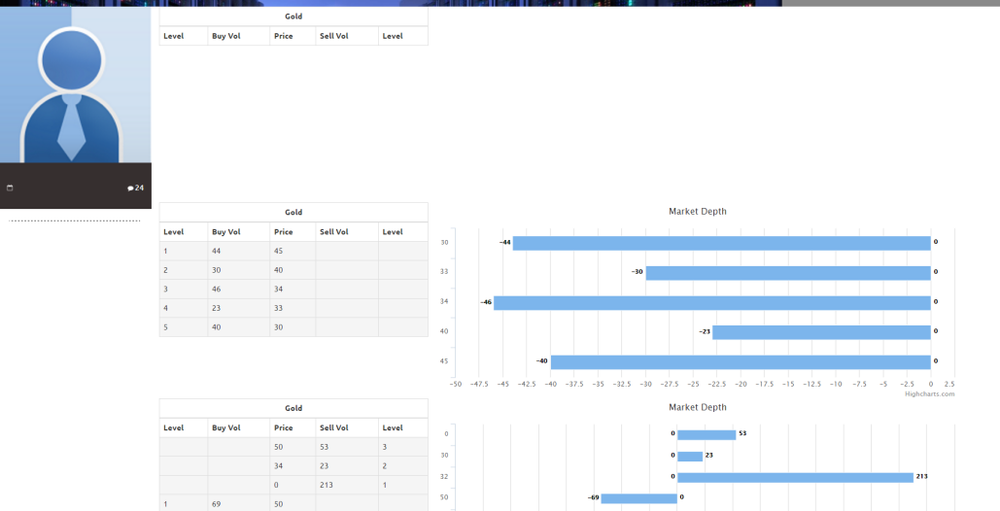 Gold
Level Buy Vol Price Sell Vol Level
24
Gold
Level Buy Vol Price Sell Vol Level
1 44 45
2 30 40
3 46 34
4 23 33
5 40 30
Market Depth
30 -44 0
33 -30 0
34 -46 0
40 -23 0
45 -40 0
-50 -47.5 -45 -42.5 -40 -37.5 -35 -32.5 -30 -27.5 -25 -22.5 -20 -17.5 -15 -12.5 -10 -7.5 -5 -2.5 0 2.5
Highcharts.com
Gold
Level Buy Vol Price Sell Vol Level
50 53 3
34 23 2
0 213 1
1 69 50
Market Depth
0 0 53
30 0 23
32 0 213
50 -69 0